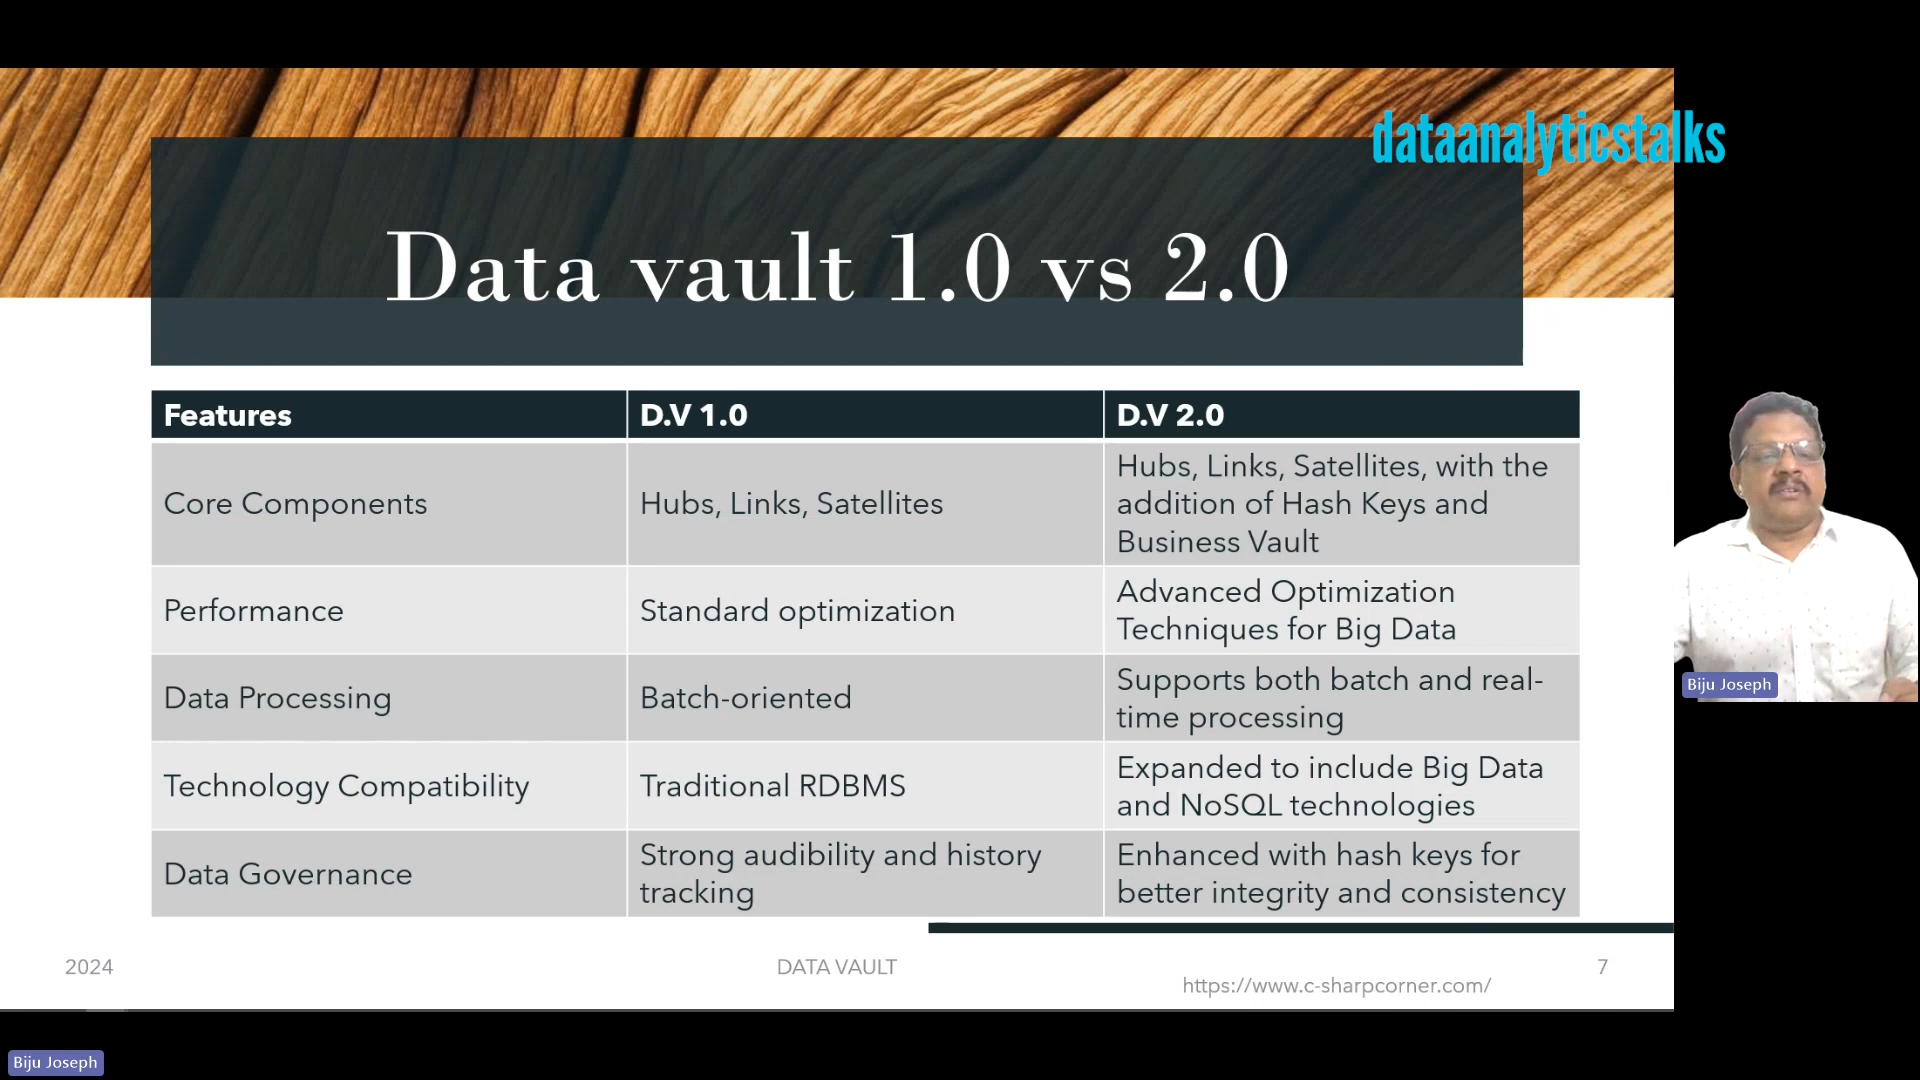 dataanalyticstalks
Data vault 1.0 vs 2.0
Features D.V 1.0 D.V 2.0
Core Components
Hubs, Links, Satellites
Hubs, Links, Satellites, with the
addition of Hash Keys and
Business Vault
Performance
Standard optimization
Advanced Optimization
Techniques for Big Data
Data Processing
Batch-oriented
Supports both batch and real-
time processing
Technology Compatibility
Traditional RDBMS
Expanded to include Big Data
and NoSQL technologies
Data Governance
Strong audibility and history
tracking
Enhanced with hash keys for
better integrity and consistency
Biju Joseph
2024
DATA VAULT
https://www.c-sharpcorner.com/
7
Biju Joseph